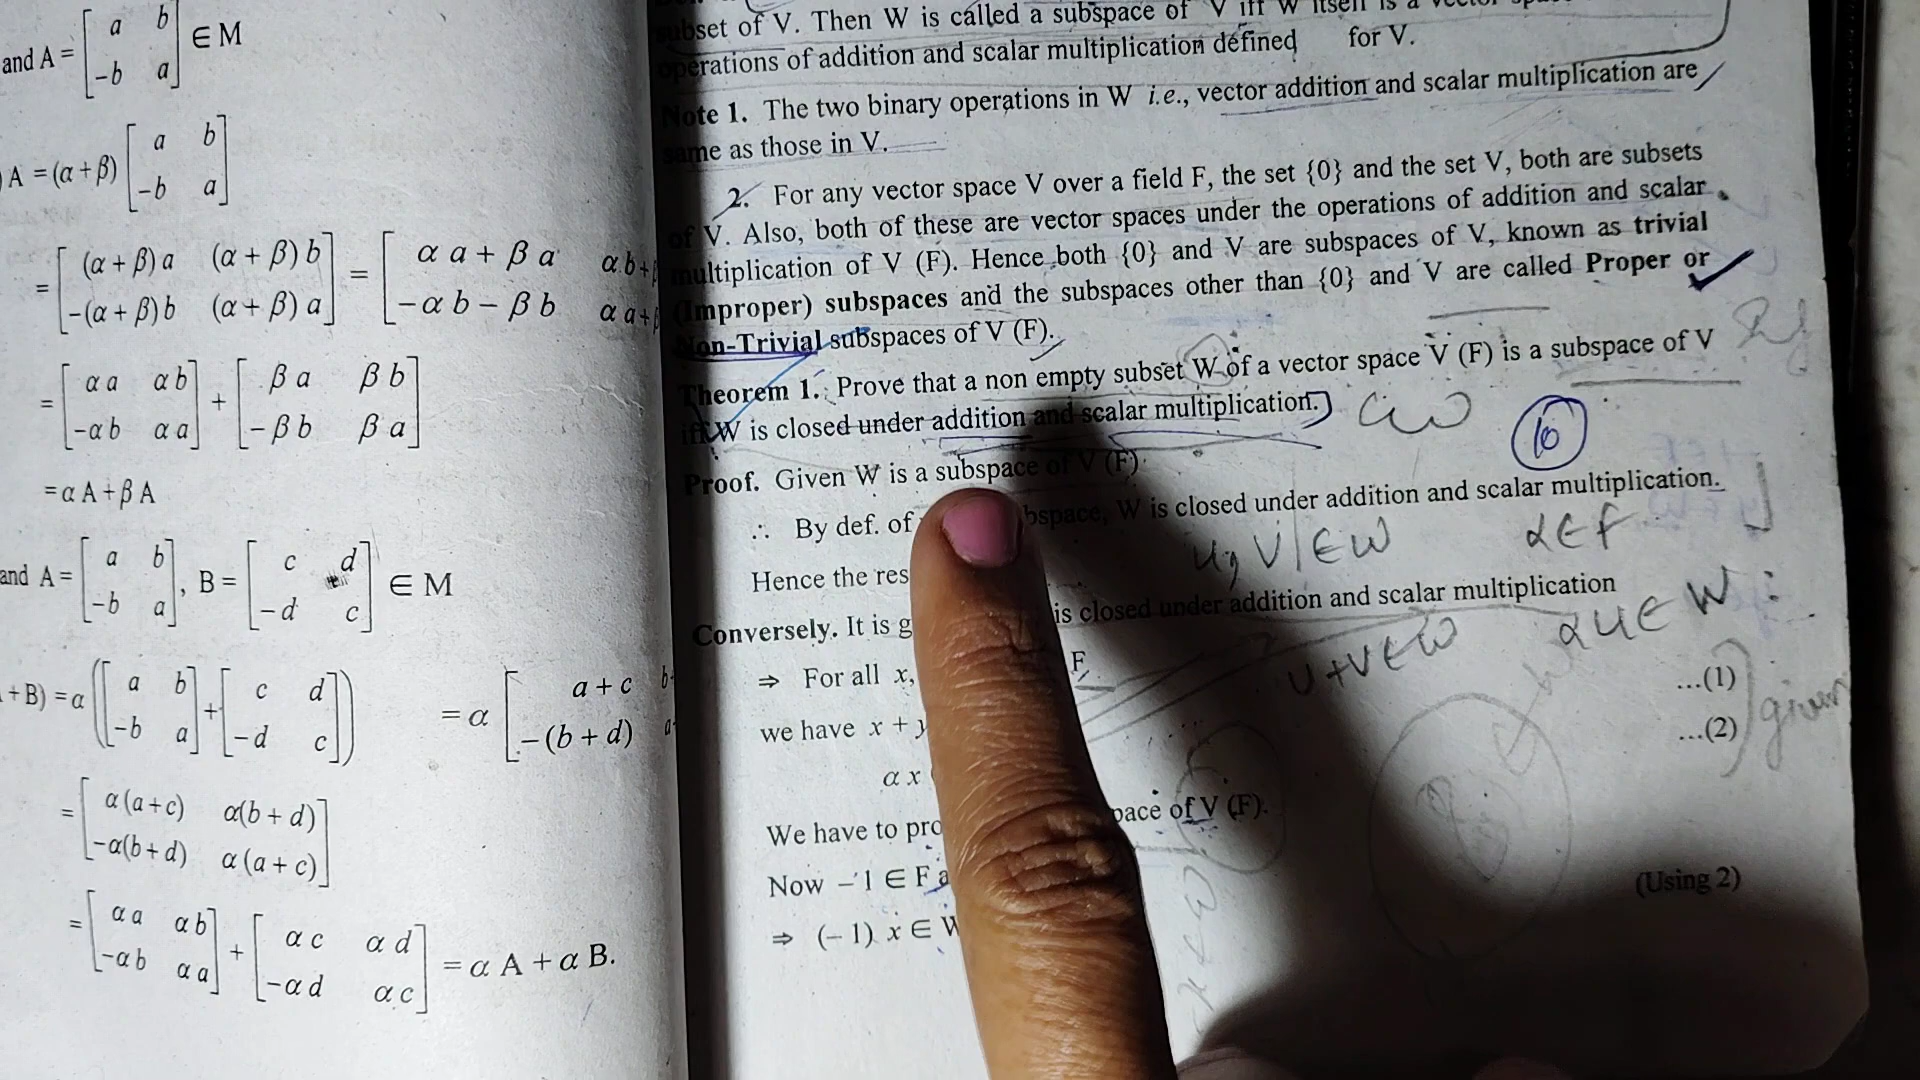 and A = [ a b -b a ] ∈ M
A = (α + β) [ a b -b a ]
= [ (α + β) a (α + β) b -(α + β) b (α + β) a ] = [ α a + β a α b + -α b - β b α a + ]
= [ α a α b -α b α a ] + [ β a β b -β b β a ]
= α A + β A
and A = [ a b -b a ], B = [ c d -d c ] ∈ M
+ B) = α ( [ a b -b a ] + [ c d -d c ] ) = α [ a + c -(b + d) ]
= [ α (a + c) α(b + d) -α(b + d) α (a + c) ]
= [ α a α b -α b α a ] + [ α c α d -α d α c ] = α A + α B.
subset of V. Then W is called a subspace of V iff W itself is a vector
operations of addition and scalar multiplication defined for V.
Note 1. The two binary operations in W i.e., vector addition and scalar multiplication are
same as those in V.
2. For any vector space V over a field F, the set {0} and the set V, both are subsets
of V. Also, both of these are vector spaces under the operations of addition and scalar
multiplication of V (F). Hence both {0} and V are subspaces of V, known as trivial
(Improper) subspaces and the subspaces other than {0} and V are called Proper or
Non-Trivial subspaces of V (F).
Theorem 1. Prove that a non empty subset W of a vector space V (F) is a subspace of V
iff W is closed under addition and scalar multiplication.
10
Proof. Given W is a subspace of V (F)
∴ By def. of subspace, W is closed under addition and scalar multiplication.
u, v ∈ W α ∈ F
Hence the res
Conversely. It is g is closed under addition and scalar multiplication
u + v ∈ W αu ∈ W
⇒ For all x, F, ...(1)
we have x + y ...(2)
given
α x
We have to pro pace of V (F).
Now -1 ∈ F a (Using 2)
⇒ (-1) x ∈ W